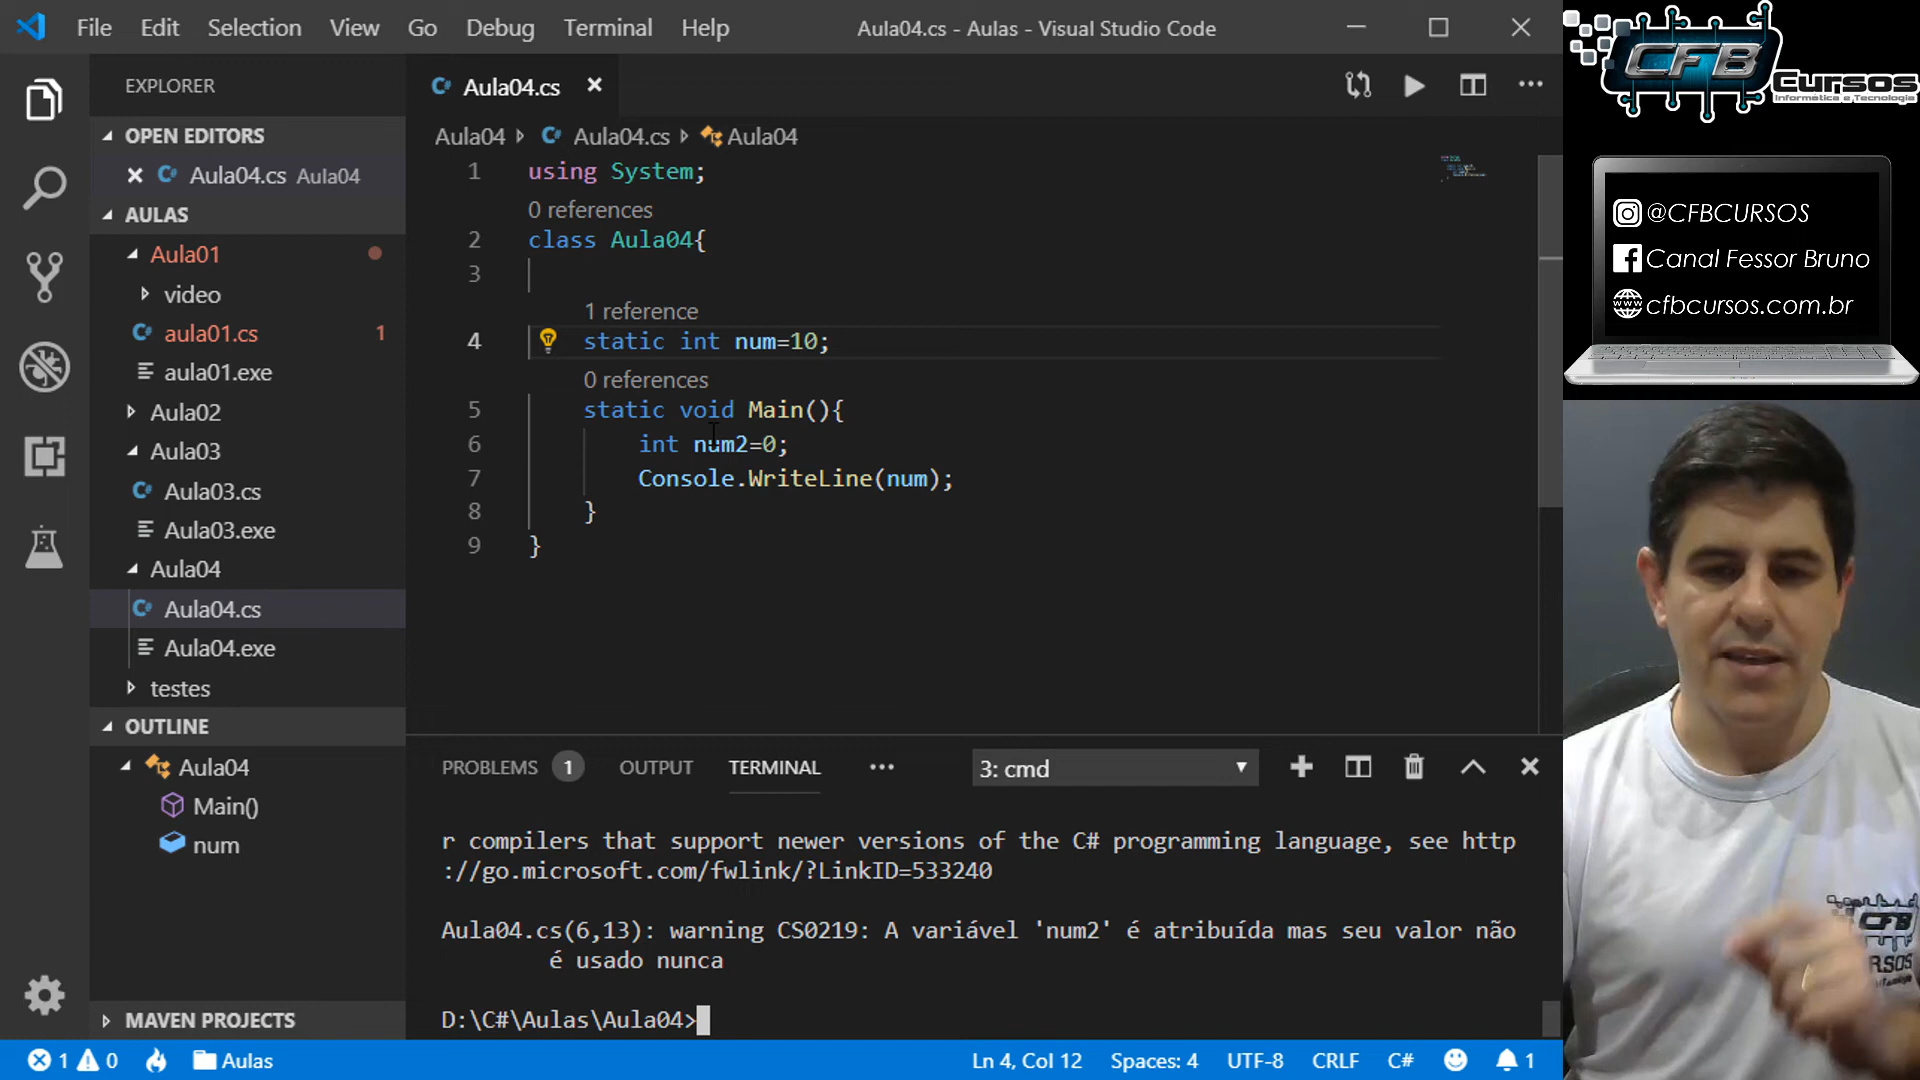 File Edit Selection View Go Debug Terminal Help
Aula04.cs - Aulas - Visual Studio Code
EXPLORER
OPEN EDITORS
Aula04.cs Aula04
AULAS
Aula01
video
aula01.cs 1
aula01.exe
Aula02
Aula03
Aula03.cs
Aula03.exe
Aula04
Aula04.cs
Aula04.exe
testes
OUTLINE
Aula04
Main()
num
MAVEN PROJECTS
Aula04.cs
Aula04 Aula04.cs Aula04
1 using System;
0 references
2 class Aula04{
3
1 reference
4 static int num=10;
0 references
5 static void Main(){
6 int num2=0;
7 Console.WriteLine(num);
8 }
9 }
PROBLEMS 1 OUTPUT TERMINAL 3: cmd
r compilers that support newer versions of the C# programming language, see http
://go.microsoft.com/fwlink/?LinkID=533240
Aula04.cs(6,13): warning CS0219: A variável 'num2' é atribuída mas seu valor não
é usado nunca
D:\C#\Aulas\Aula04>
1 0 Aulas Ln 4, Col 12 Spaces: 4 UTF-8 CRLF C# 1
CFB
Cursos
Informática e Tecnologia
@CFBCURSOS
Canal Fessor Bruno
cfbcursos.com.br
CFB